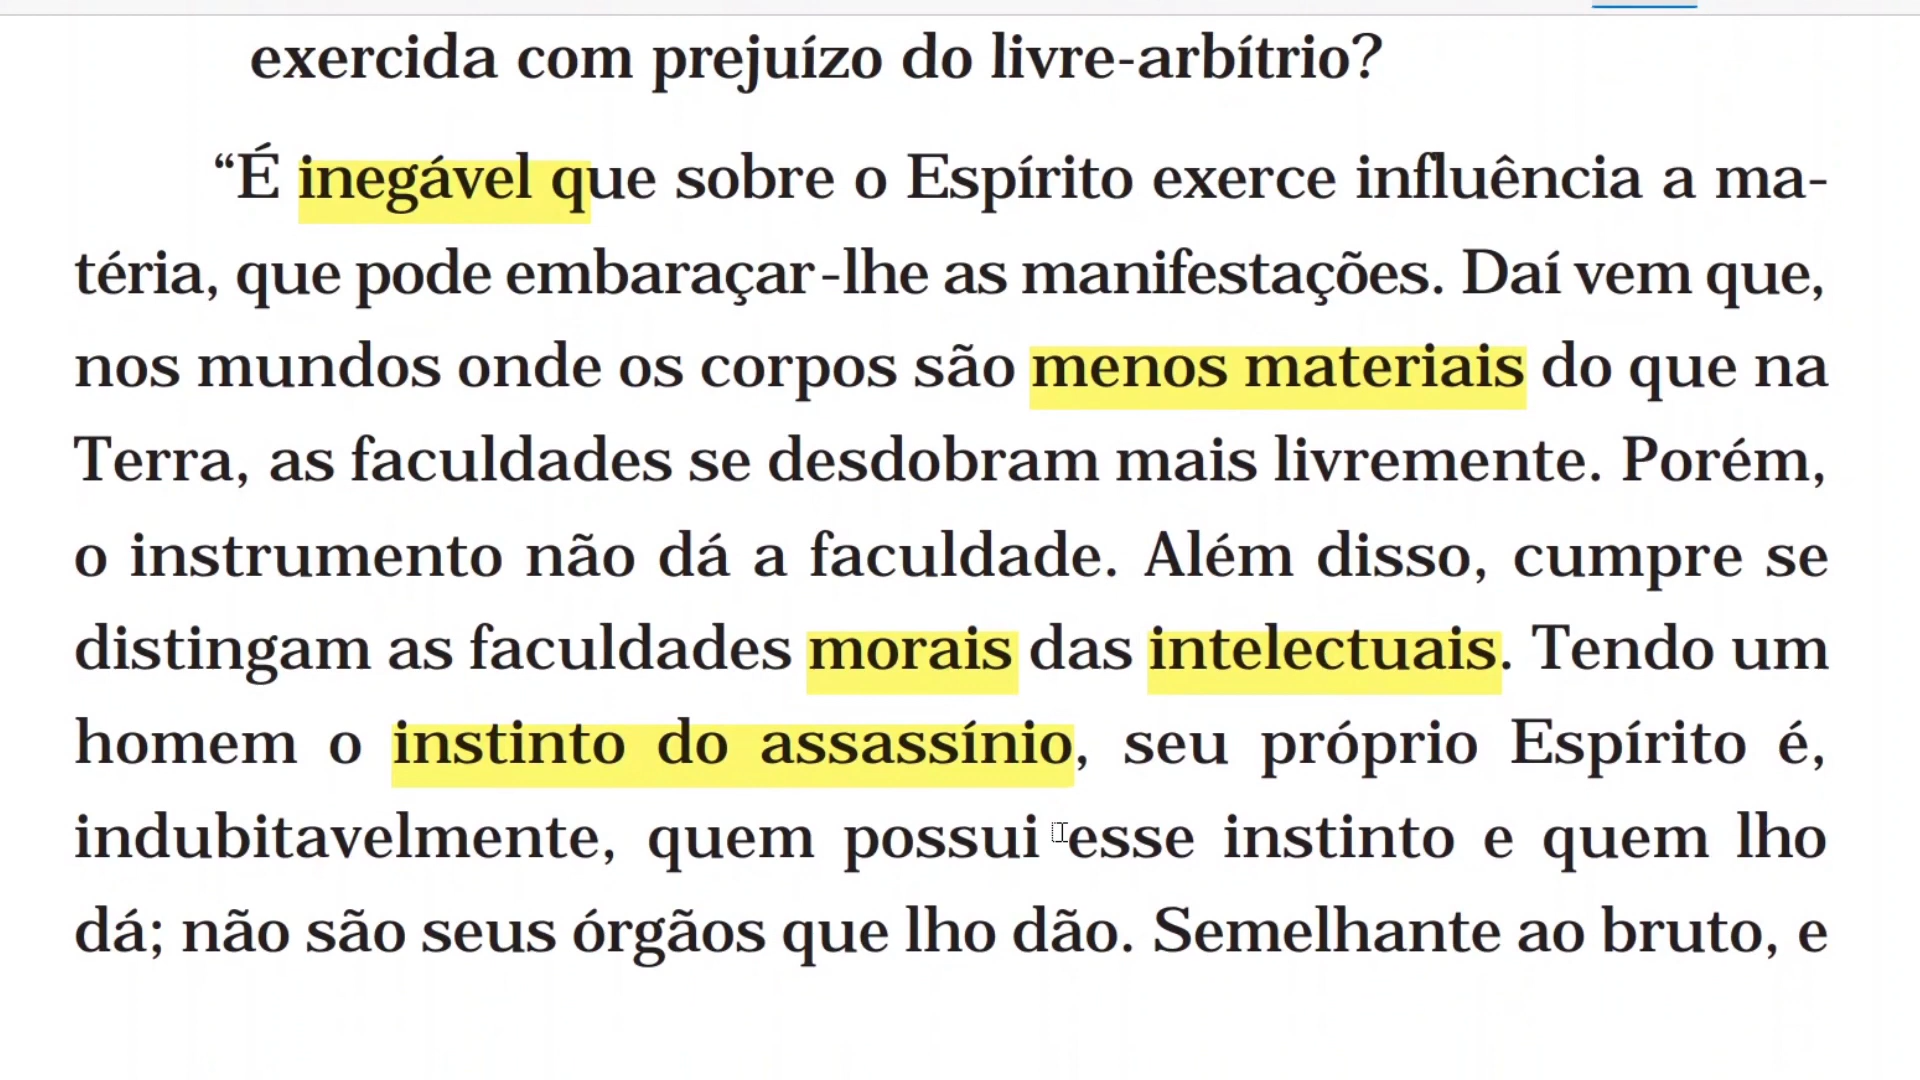 exercida com prejuízo do livre-arbítrio?
“É inegável que sobre o Espírito exerce influência a ma-
téria, que pode embaraçar-lhe as manifestações. Daí vem que,
nos mundos onde os corpos são menos materiais do que na
Terra, as faculdades se desdobram mais livremente. Porém,
o instrumento não dá a faculdade. Além disso, cumpre se
distingam as faculdades morais das intelectuais. Tendo um
homem o instinto do assassínio, seu próprio Espírito é,
indubitavelmente, quem possui esse instinto e quem lho
dá; não são seus órgãos que lho dão. Semelhante ao bruto, e